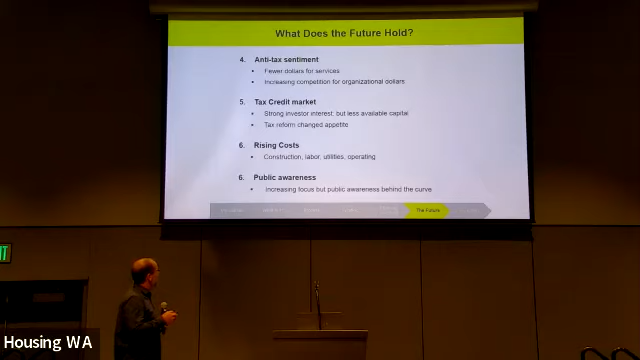 What Does the Future Hold?
4. Anti-tax sentiment
• Fewer dollars for services
• Increasing competition for organizational dollars
5. Tax Credit market
• Strong investor interest, but less available capital
• Tax reform changed appetite
6. Rising Costs
• Construction, labor, utilities, operating
6. Public awareness
• Increasing focus but public awareness behind the curve
The Future
IT
Housing WA